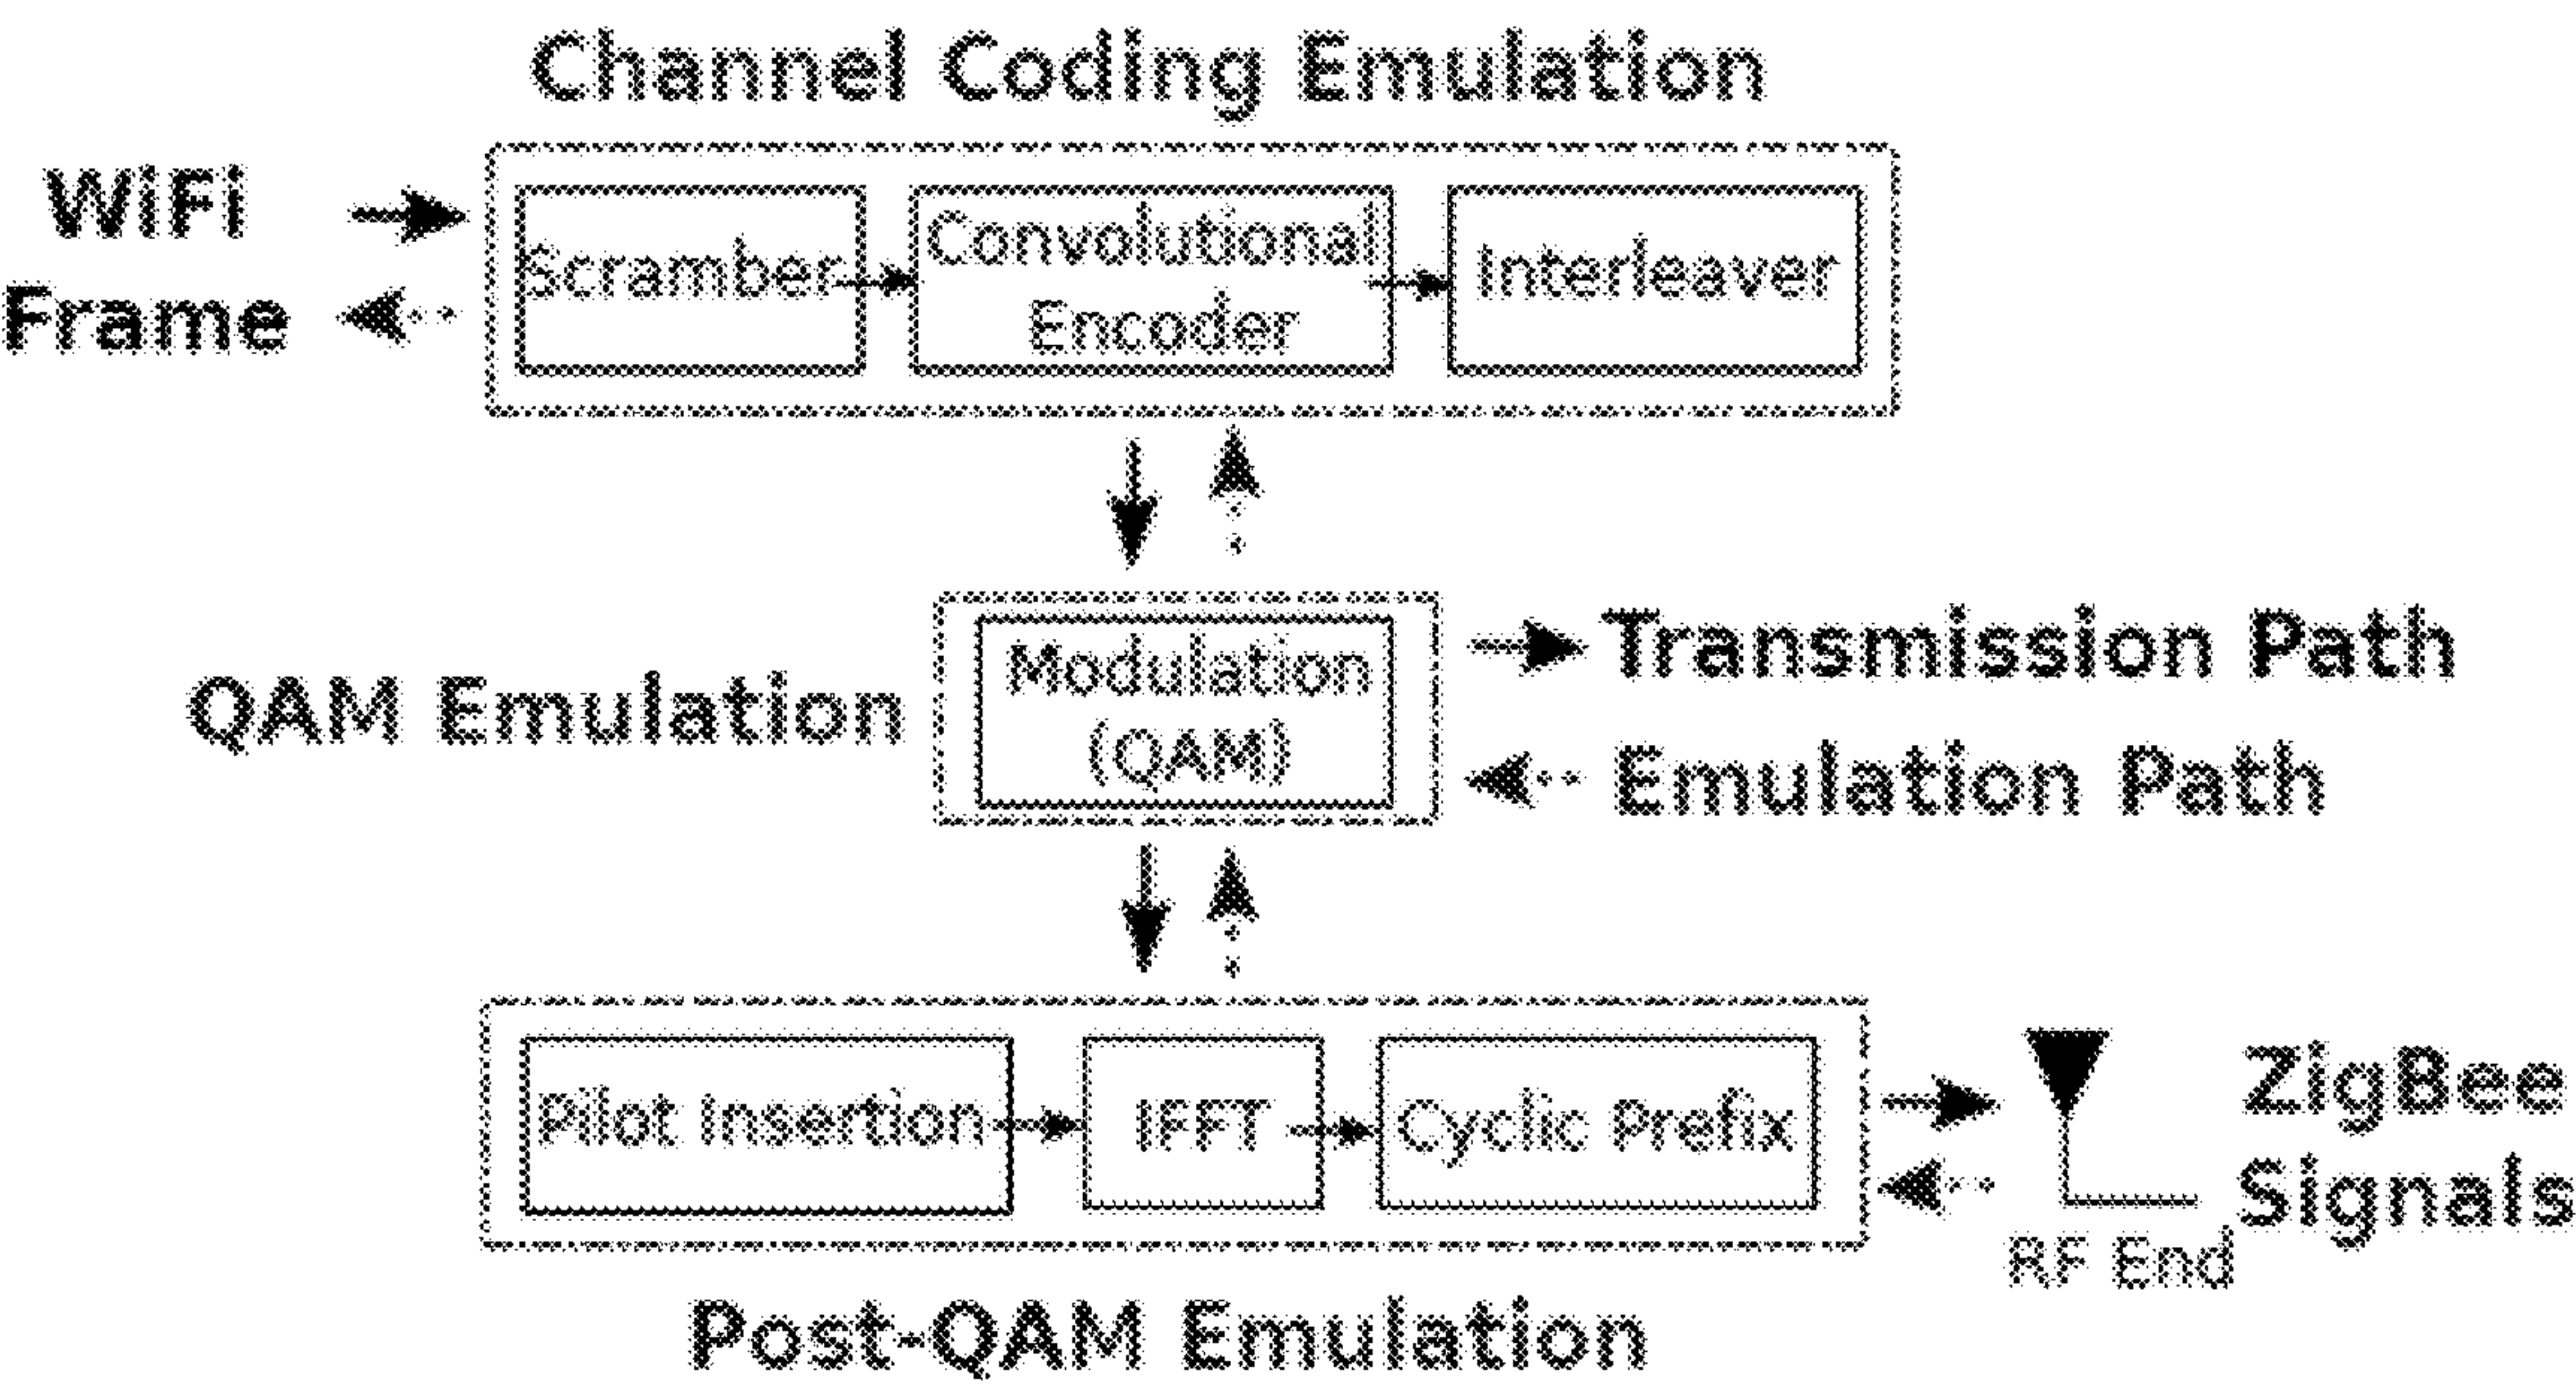 Channel Coding Emulation
WiFi
Frame
Scramber
Convolutional
Encoder
Interleaver
QAM Emulation
Modulation
(QAM)
Transmission Path
Emulation Path
Pilot Insertion
IFFT
Cyclic Prefix
ZigBee
Signals
RF End
Post-QAM Emulation